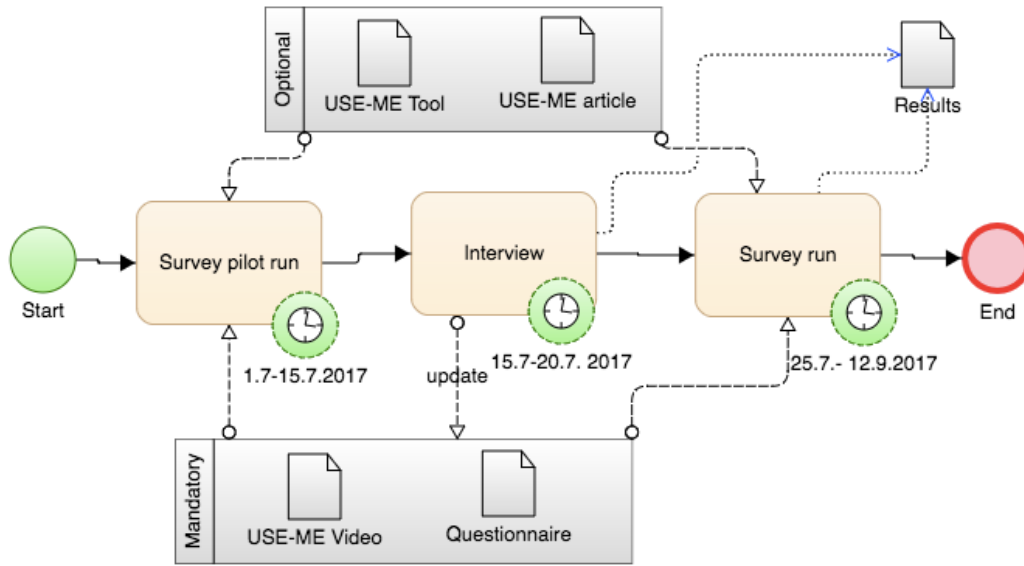 Optional
USE-ME Tool
USE-ME article
Results
Start
Survey pilot run
Interview
Survey run
End
1.7-15.7.2017
update
15.7-20.7. 2017
25.7.- 12.9.2017
Mandatory
USE-ME Video
Questionnaire